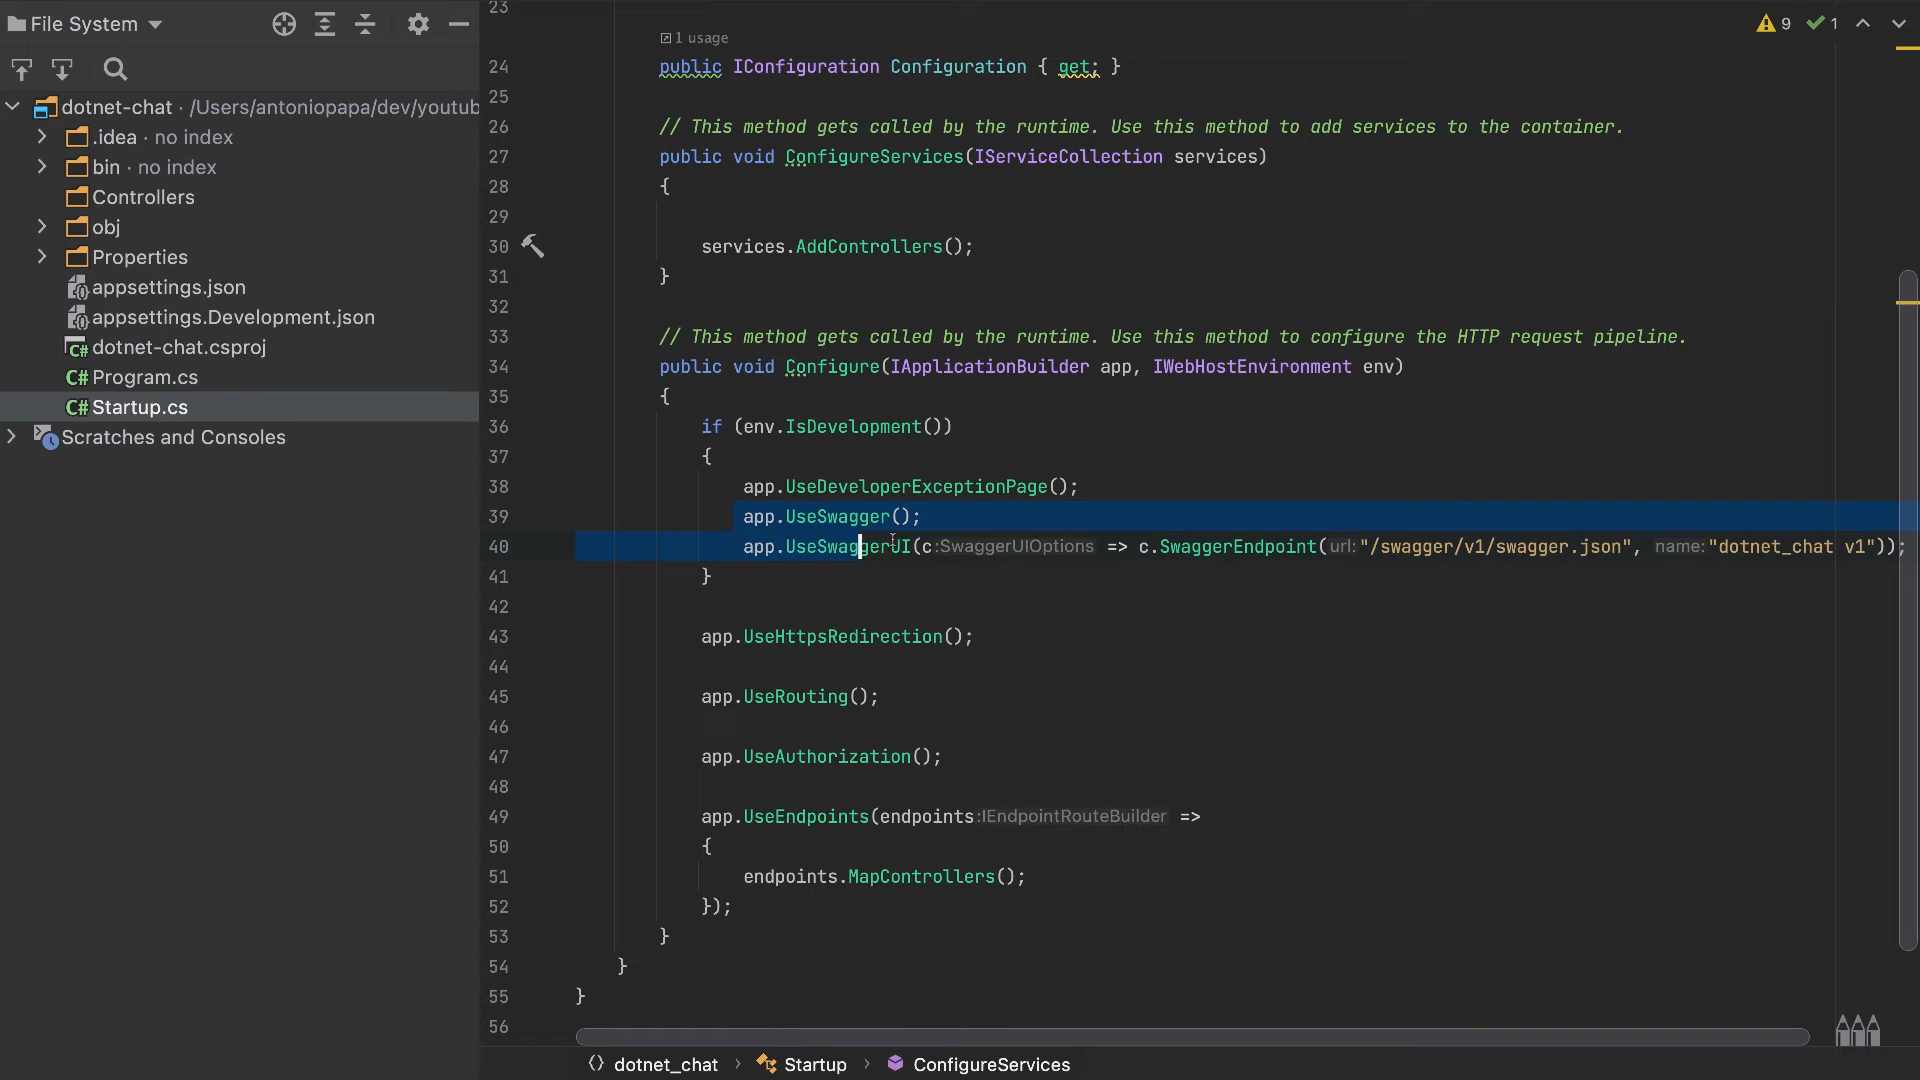 File System
dotnet-chat · /Users/antoniopapa/dev/youtub
.idea · no index
bin · no index
Controllers
obj
Properties
appsettings.json
appsettings.Development.json
dotnet-chat.csproj
C# Program.cs
C# Startup.cs
Scratches and Consoles
9 1
23
1 usage
24 public IConfiguration Configuration { get; }
25
26 // This method gets called by the runtime. Use this method to add services to the container.
27 public void ConfigureServices(IServiceCollection services)
28 {
29
30 services.AddControllers();
31 }
32
33 // This method gets called by the runtime. Use this method to configure the HTTP request pipeline.
34 public void Configure(IApplicationBuilder app, IWebHostEnvironment env)
35 {
36 if (env.IsDevelopment())
37 {
38 app.UseDeveloperExceptionPage();
39 app.UseSwagger();
40 app.UseSwaggerUI(c :SwaggerUIOptions => c.SwaggerEndpoint( url: "/swagger/v1/swagger.json", name: "dotnet_chat v1"));
41 }
42
43 app.UseHttpsRedirection();
44
45 app.UseRouting();
46
47 app.UseAuthorization();
48
49 app.UseEndpoints(endpoints :IEndpointRouteBuilder =>
50 {
51 endpoints.MapControllers();
52 });
53 }
54 }
55 }
56
dotnet_chat › Startup › ConfigureServices